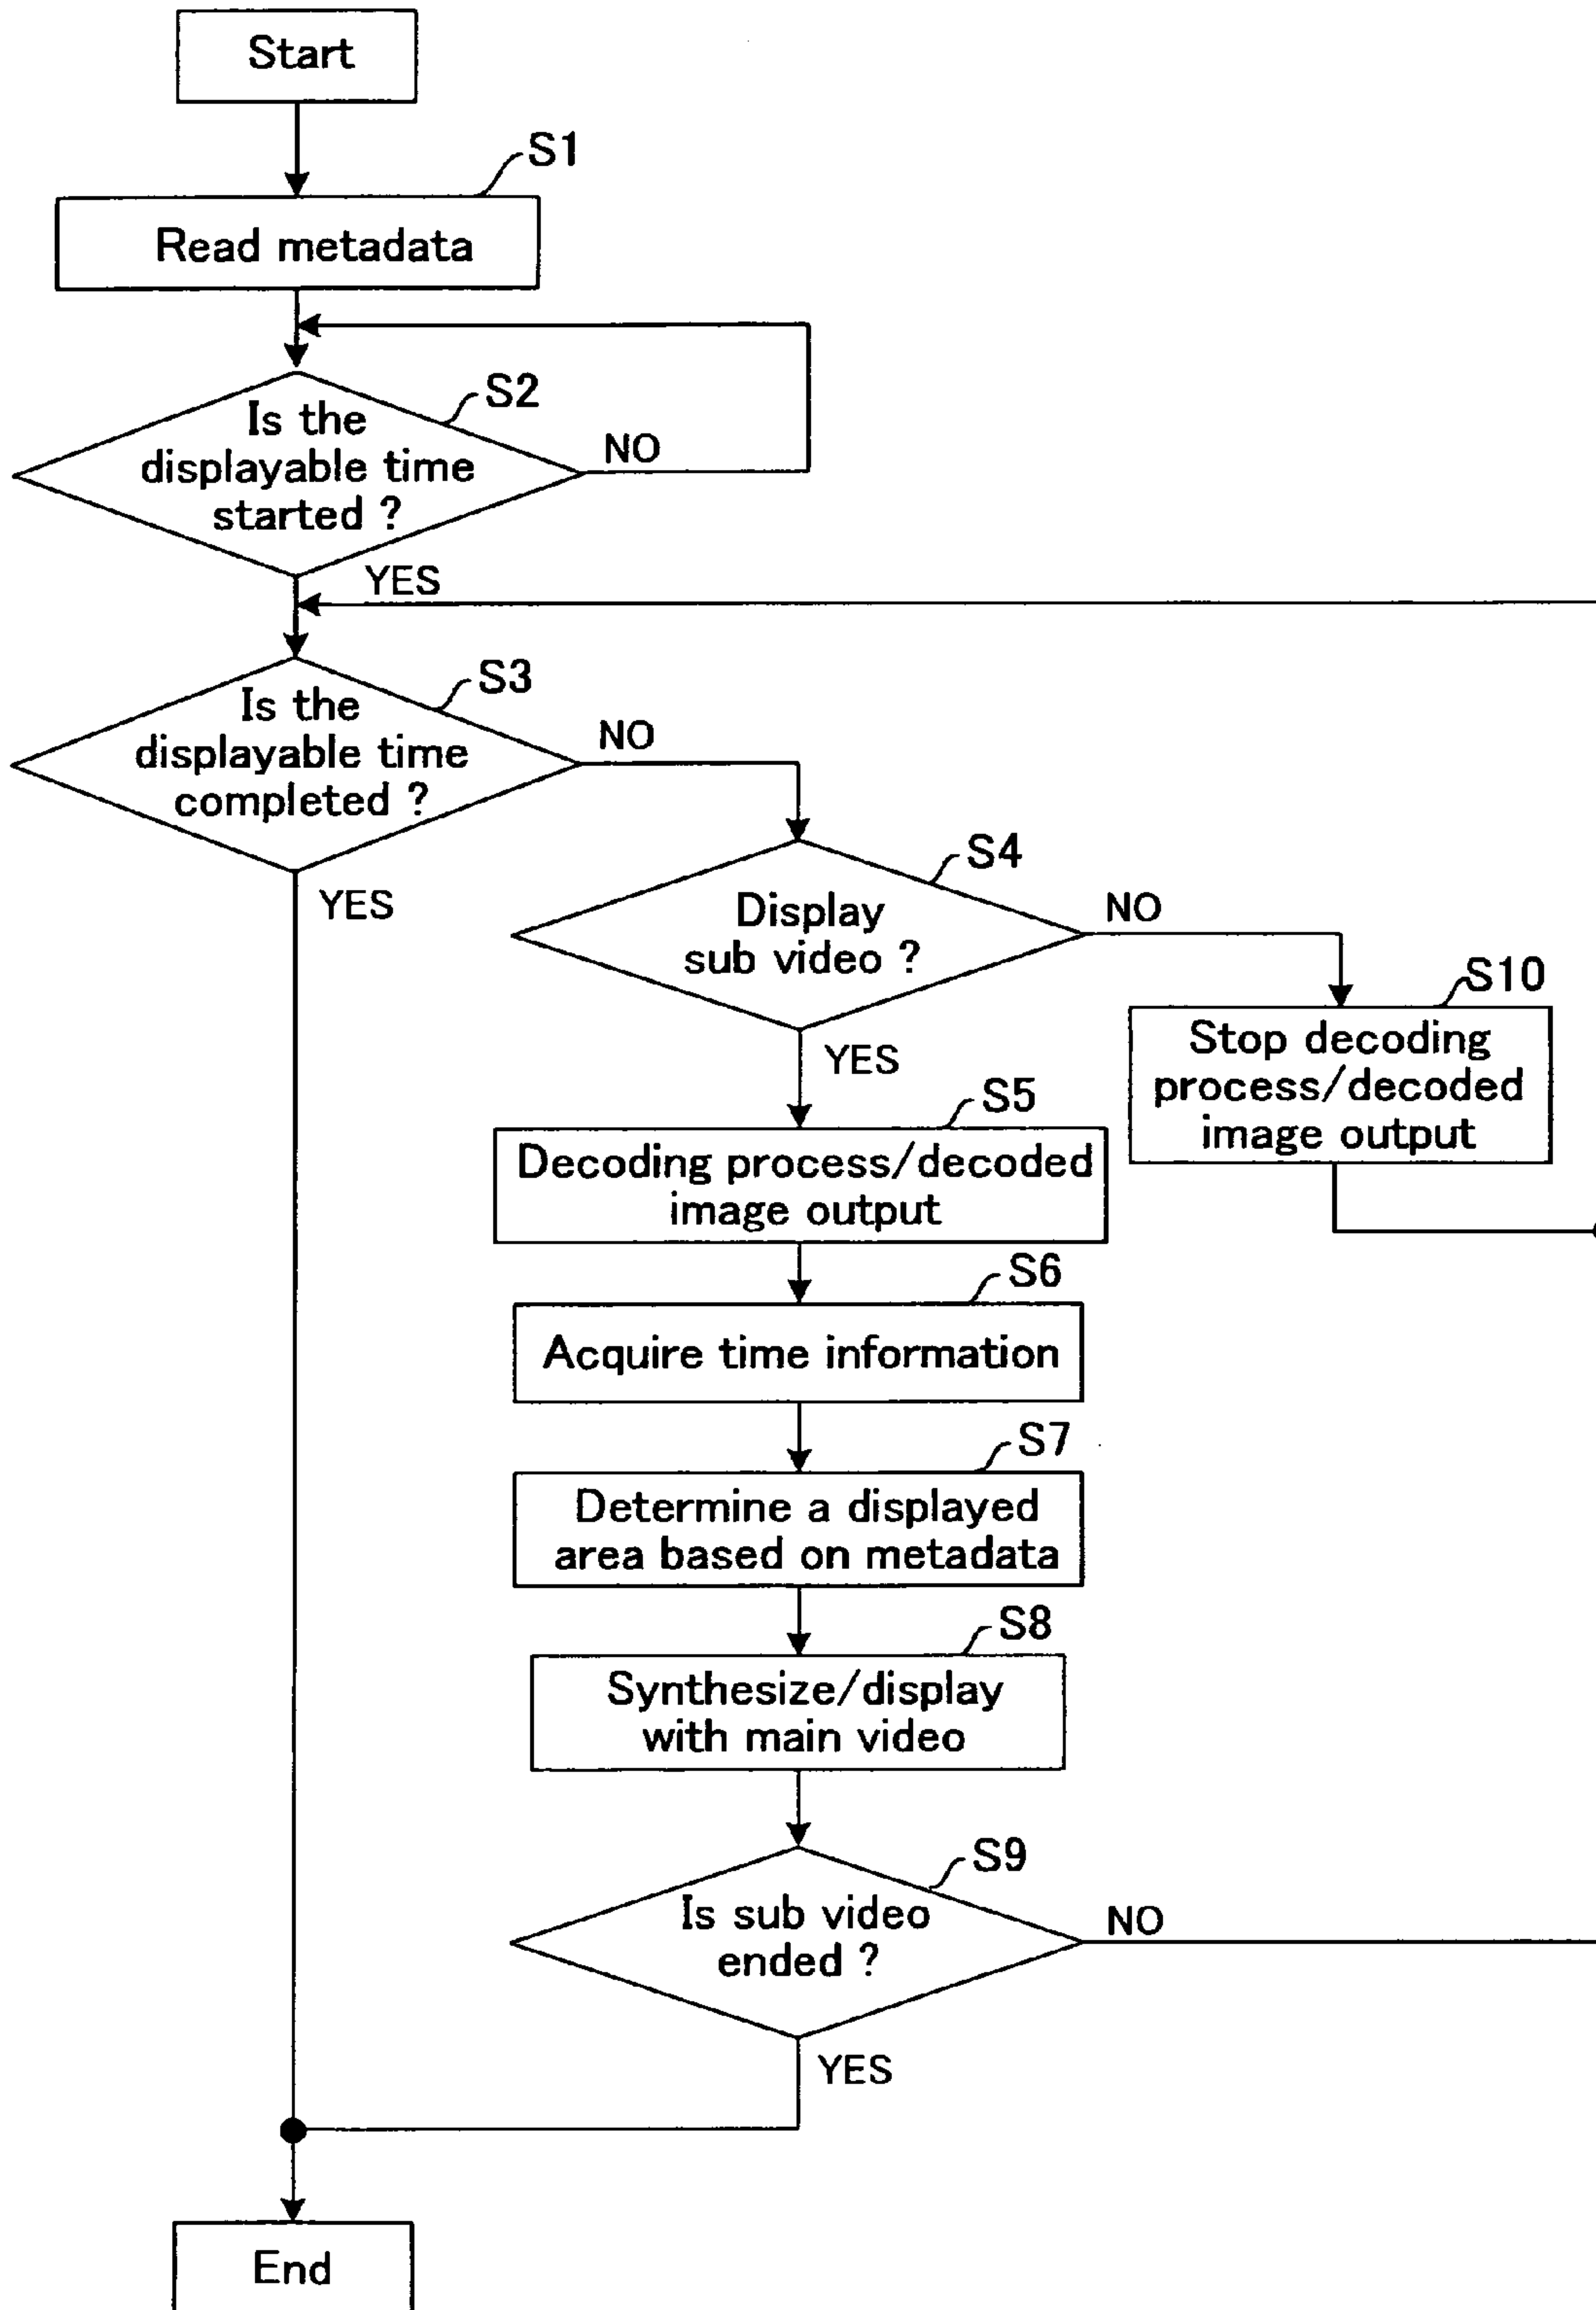 Start
S1
Read metadata
S2
Is the
displayable time
started ?
NO
YES
S3
Is the
displayable time
completed ?
NO
YES
S4
Display
sub video ?
NO
YES
S10
Stop decoding
process/decoded
image output
S5
Decoding process/decoded
image output
S6
Acquire time information
S7
Determine a displayed
area based on metadata
S8
Synthesize/display
with main video
S9
Is sub video
ended ?
NO
YES
End